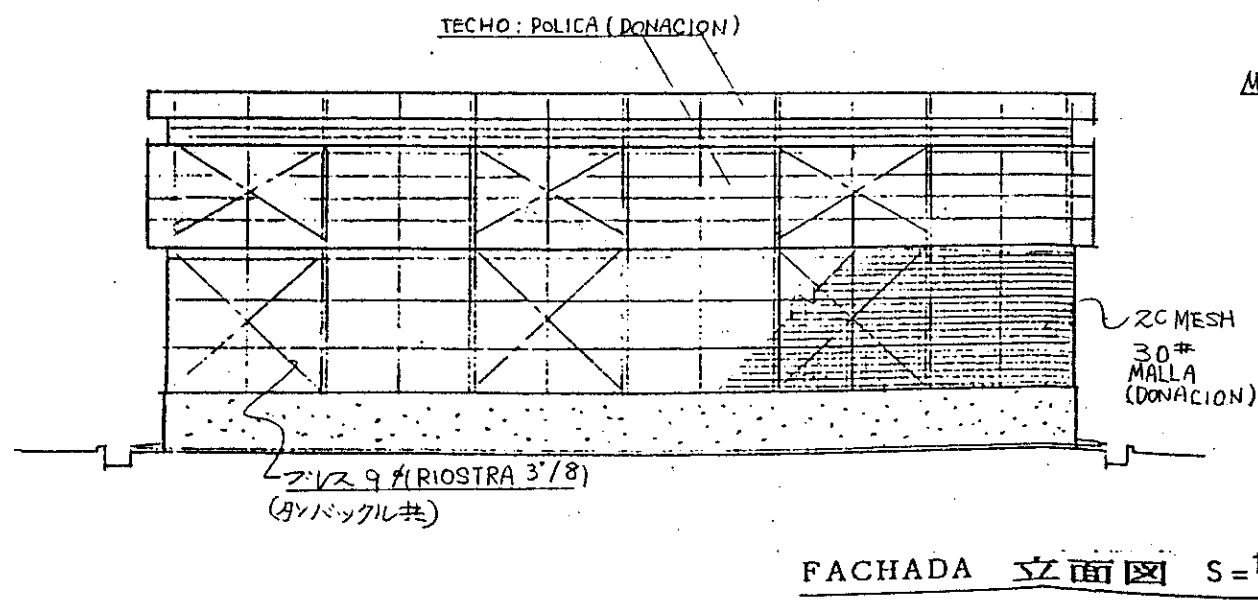 TECHO: POLICA (DONACION)
2C MESH
30#
MALLA
(DONACION)
ブレス 9φ(RIOSTRA 3"/8)
(タンバックル共)
FACHADA 立面図 S=